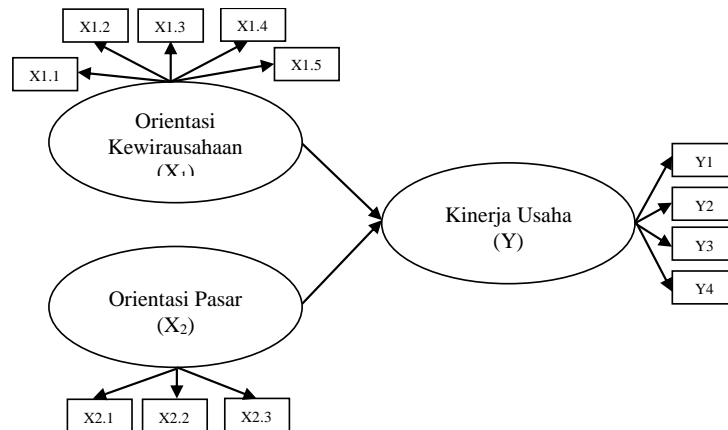 X1.2
X1.3
X1.4
X1.1
X1.5
Orientasi
Kewirausahaan
(X₁)
Kinerja Usaha
(Y)
Y1
Y2
Y3
Y4
Orientasi Pasar
(X₂)
X2.1
X2.2
X2.3